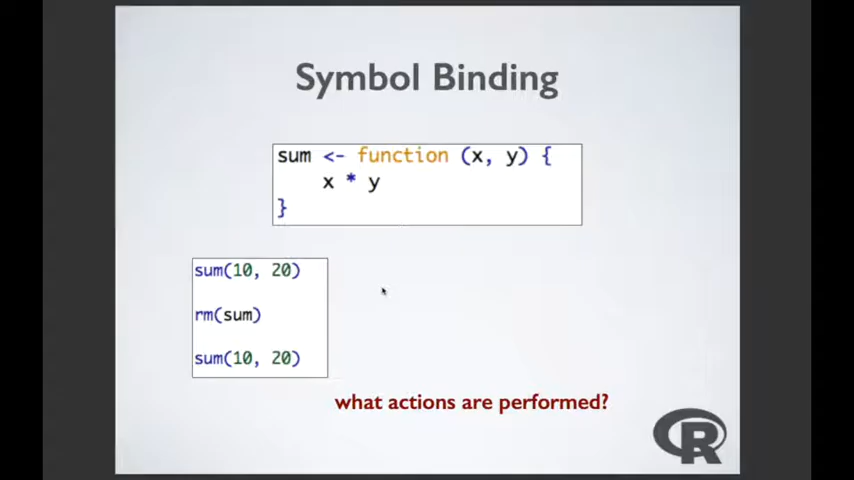 Symbol Binding
sum <- function (x, y) {
x * y
}
sum(10, 20)
rm(sum)
sum(10, 20)
what actions are performed?
R